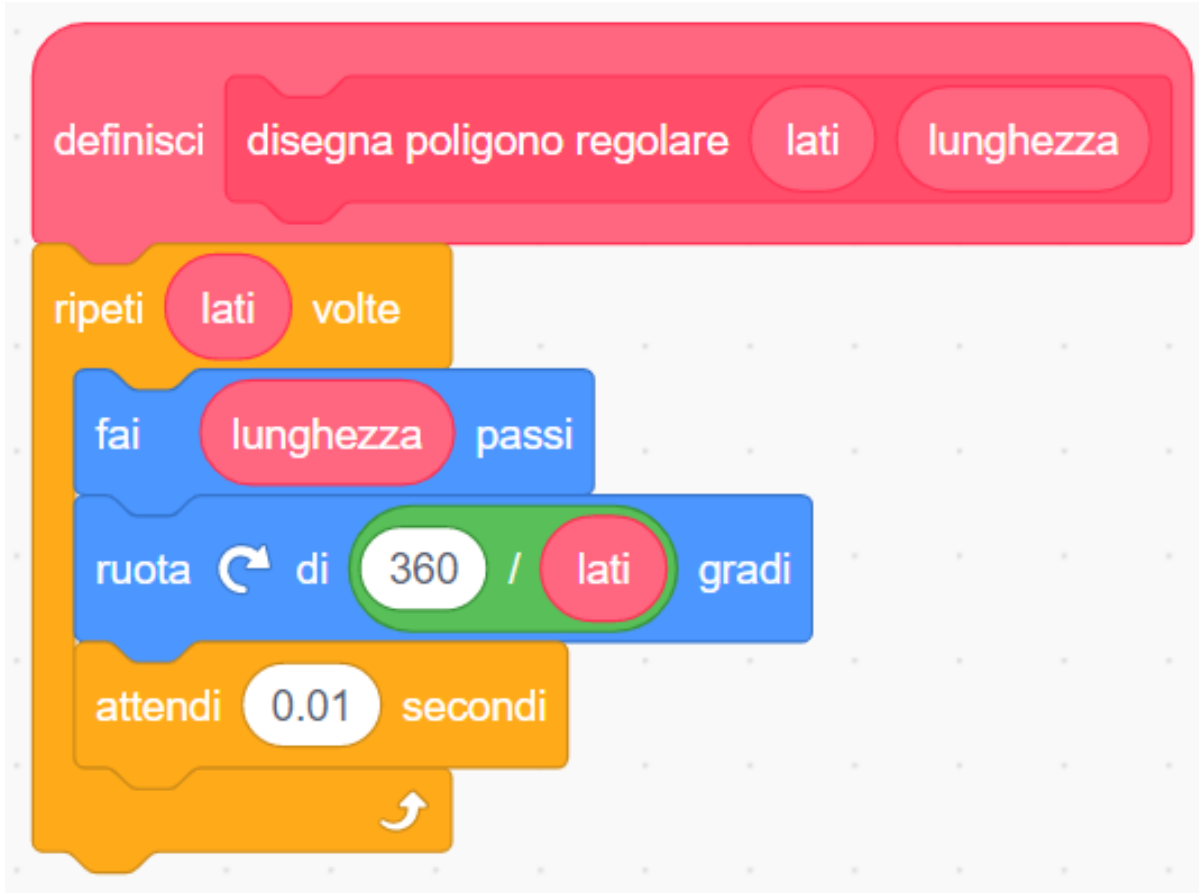 definisci disegna poligono regolare lati lunghezza
ripeti lati volte
fai lunghezza passi
ruota di 360 / lati gradi
attendi 0.01 secondi